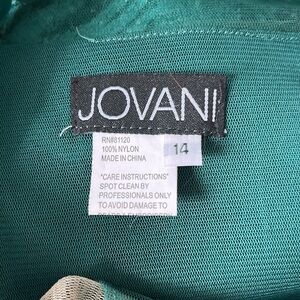 JOVANI
RN#81120
100% NYLON
MADE IN CHINA
14
*CARE INSTRUCTIONS*
SPOT CLEAN BY
PROFESSIONALS ONLY
TO AVOID DAMAGE TO